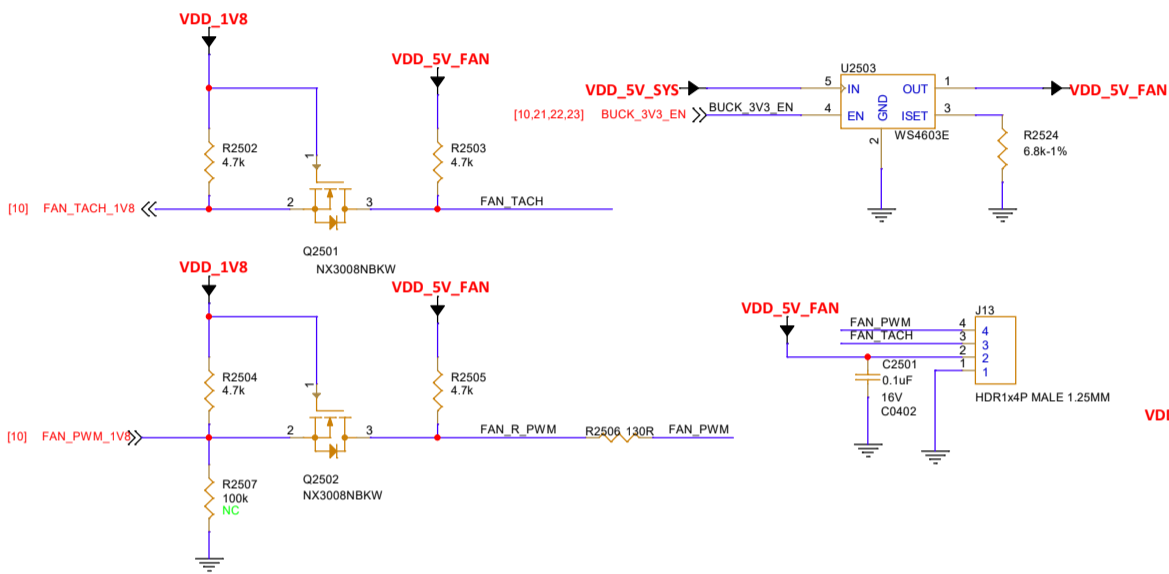 VDD_1V8
VDD_5V_FAN
R2502
4.7k
R2503
4.7k
1
2
3
[10] FAN_TACH_1V8
FAN_TACH
Q2501
NX3008NBKW
U2503
VDD_5V_SYS
5
IN
OUT
1
VDD_5V_FAN
[10,21,22,23] BUCK_3V3_EN
BUCK_3V3_EN
4
EN
GND
ISET
3
2
WS4603E
R2524
6.8k-1%
VDD_1V8
VDD_5V_FAN
R2504
4.7k
R2505
4.7k
1
2
3
[10] FAN_PWM_1V8
FAN_R_PWM
R2506 130R
FAN_PWM
R2507
100k
NC
Q2502
NX3008NBKW
VDD_5V_FAN
J13
FAN_PWM
4
4
FAN_TACH
3
3
2
2
1
1
C2501
0.1uF
16V
C0402
HDR1x4P MALE 1.25MM
VDI